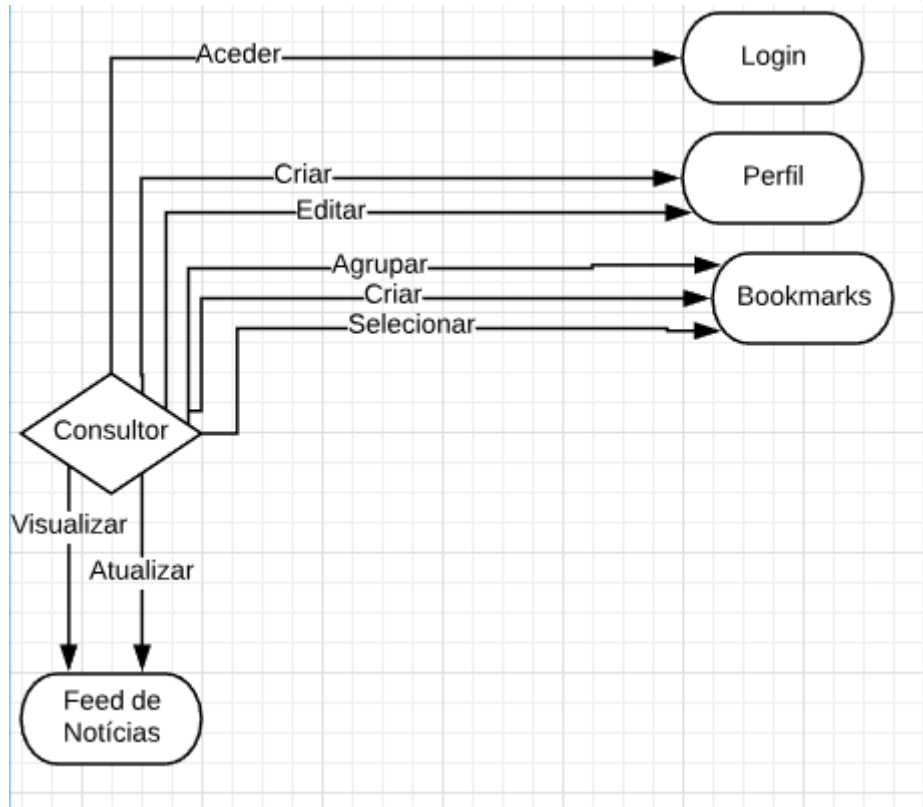 Aceder
Login
Criar
Perfil
Editar
Agrupar
Criar
Bookmarks
Selecionar
Consultor
Visualizar
Atualizar
Feed de
Notícias